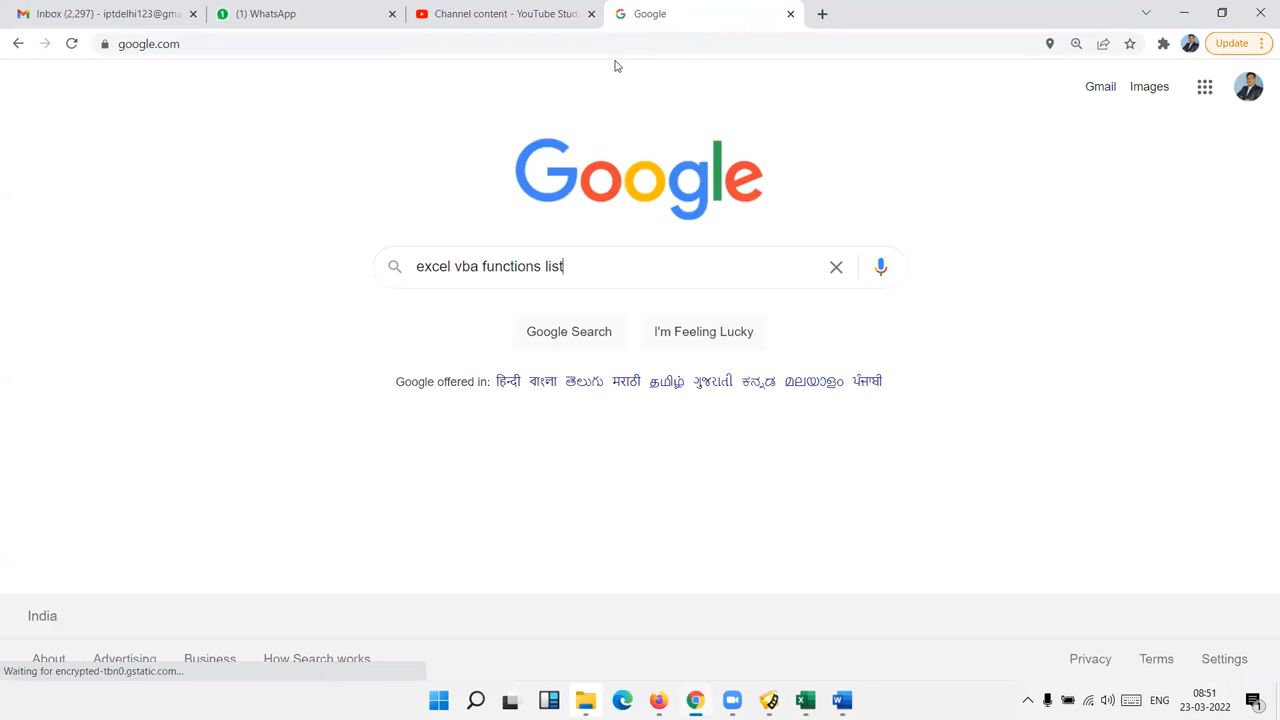 Inbox (2,297) - iptdelhi123@gm
(1) WhatsApp
Channel content - YouTube Stud
Google
google.com
Update
Gmail
Images
Google
excel vba functions list
Google Search
I'm Feeling Lucky
Google offered in: हिन्दी বাংলা తెలుగు मराठी தமிழ் ગુજરાતી ಕನ್ನಡ മലയാളം ਪੰਜਾਬੀ
India
About Advertising Business How Search works
Privacy Terms Settings
Waiting for encrypted-tbn0.gstatic.com...
ENG
08:51
23-03-2022
1